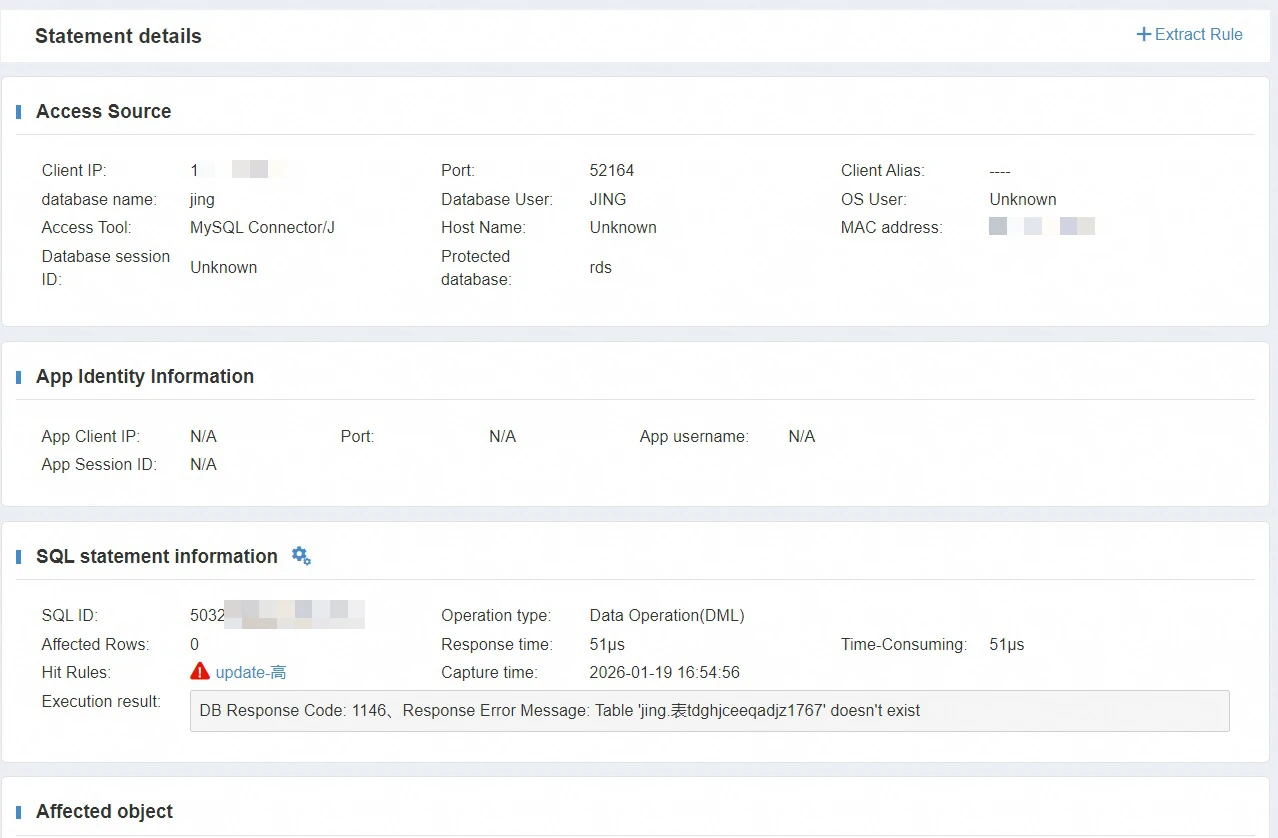 Statement details
Extract Rule
Access Source
Client IP: 1 Port: 52164 Client Alias: ----
database name: jing Database User: JING OS User: Unknown
Access Tool: MySQL Connector/J Host Name: Unknown MAC address:
Database session ID: Unknown Protected database: rds
App Identity Information
App Client IP: N/A Port: N/A App username: N/A
App Session ID: N/A
SQL statement information
SQL ID: 5032 Operation type: Data Operation(DML)
Affected Rows: 0 Response time: 51μs Time-Consuming: 51μs
Hit Rules: update-高 Capture time: 2026-01-19 16:54:56
Execution result: DB Response Code: 1146、Response Error Message: Table 'jing.表tdghjceeqadjz1767' doesn't exist
Affected object